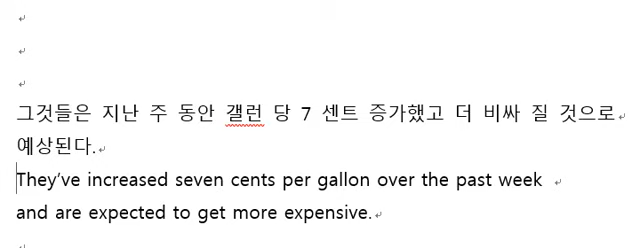 그것들은 지난 주 동안 갤런 당 7 센트 증가했고 더 비싸 질 것으로
예상된다.
They've increased seven cents per gallon over the past week
and are expected to get more expensive.